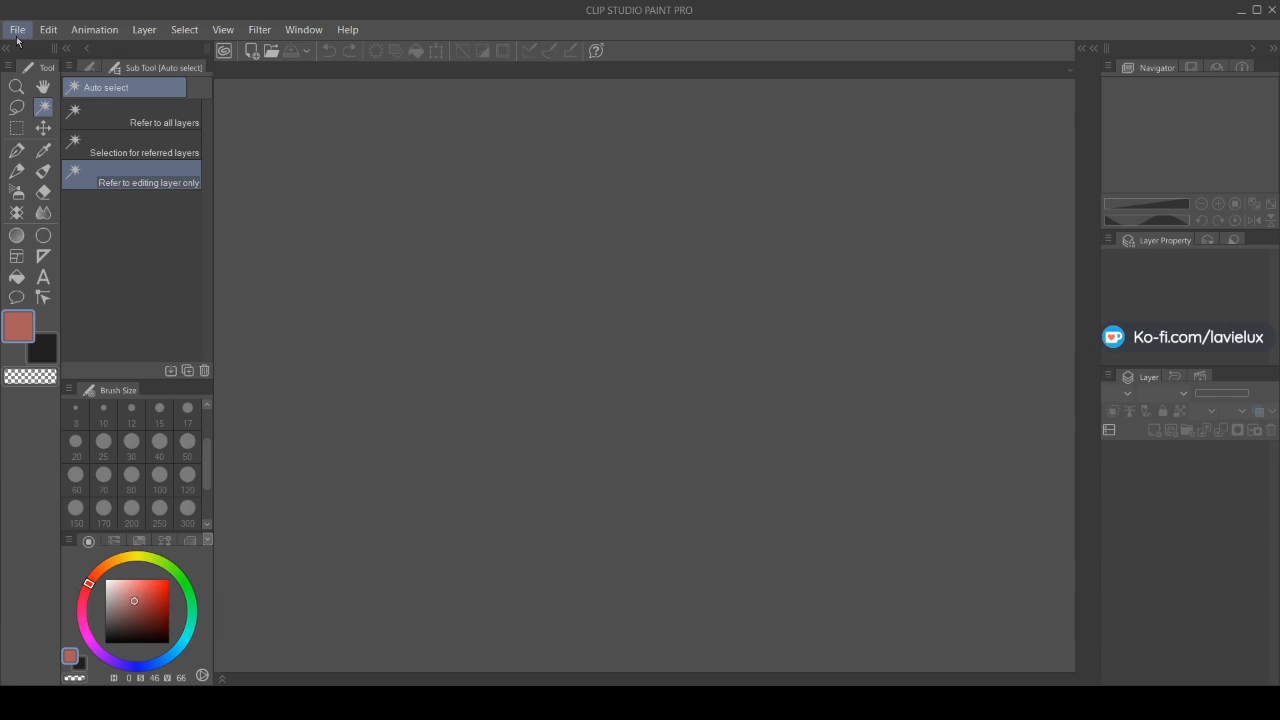 CLIP STUDIO PAINT PRO
File Edit Animation Layer Select View Filter Window Help
Tool
Sub Tool [Auto select]
Navigator
Auto select
Refer to all layers
Selection for referred layers
Refer to editing layer only
Layer Property
Ko-fi.com/lavielux
Layer
Brush Size
8 10 12 15 17
20 25 30 40 50
60 70 80 100 120
150 170 200 250 300
H 0 S 46 V 66